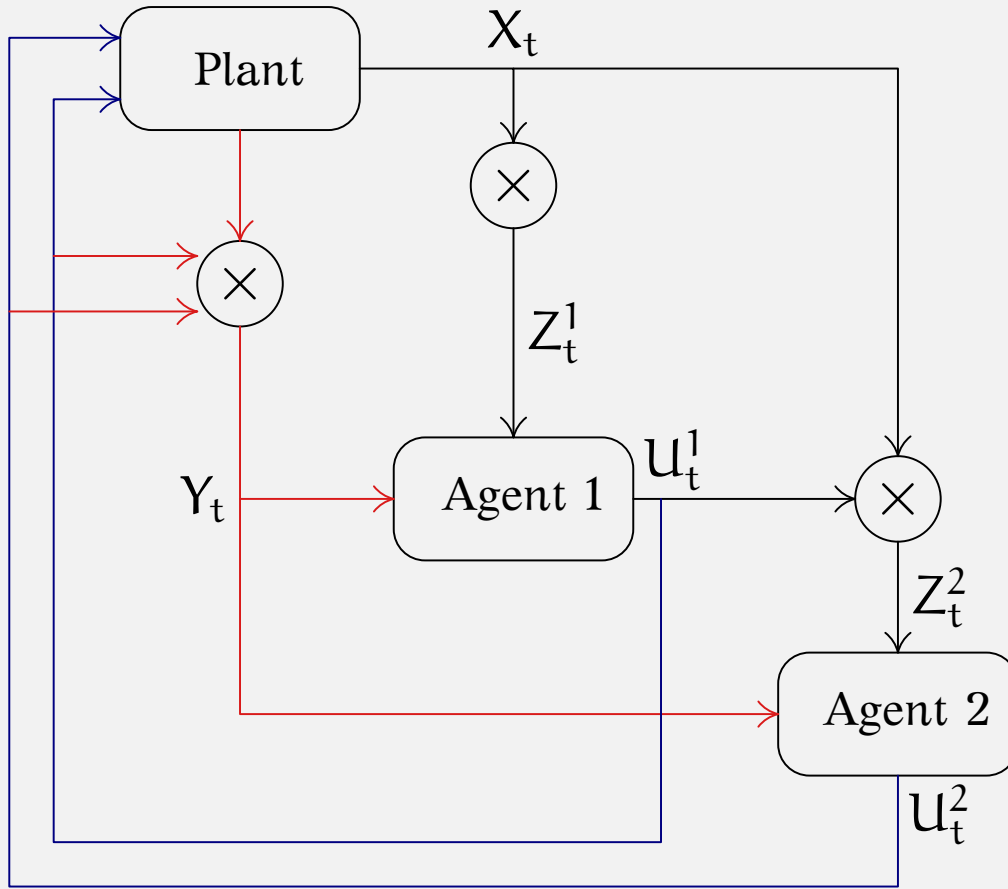 X_t
Plant
×
×
Z_t^1
U_t^1
Y_t
Agent 1
×
Z_t^2
Agent 2
U_t^2